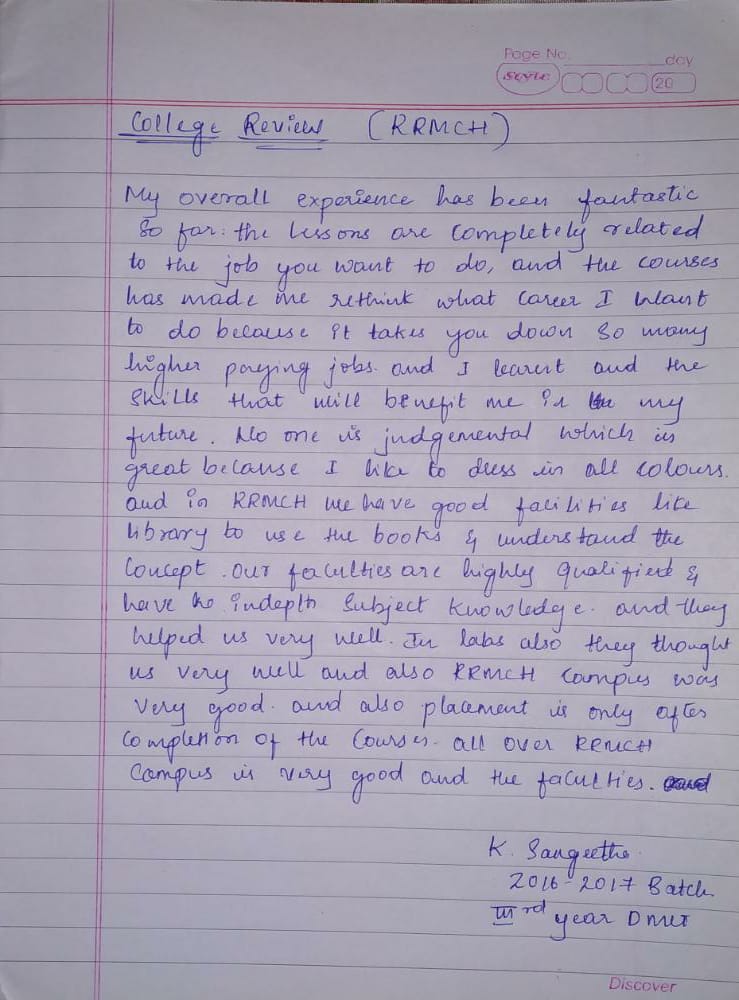 Page No. day
Style 20
College Review (RRMCH)
My overall experience has been fantastic
So far: the lessons are completely related
to the job you want to do, and the courses
has made me rethink what career I want
to do because it takes you down so many
higher paying jobs. and I learnt and the
skills that will benefit me in my
future. No one is judgemental which is
great because I like to dress in all colours.
and in RRMCH we have good facilities like
library to use the books & understand the
Concept. our faculties are highly qualified &
have indepth Subject knowledge. and they
helped us very well. In labs also they thought
us very well and also RRMCH campus was
very good. and also placement is only after
completion of the courses. all over RRMCH
campus is very good and the faculties.
K. Sangeetha
2016-2017 Batch
IIIrd year DMLT
Discover